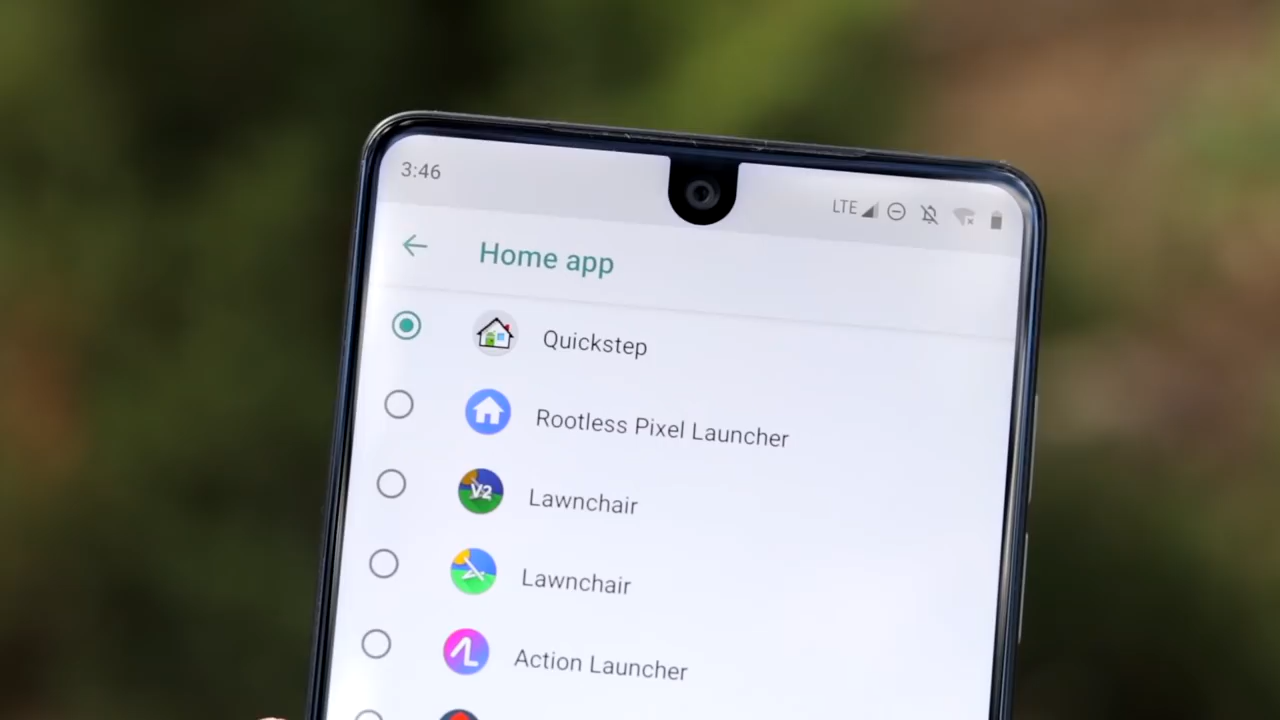 3:46
LTE
Home app
Quickstep
Rootless Pixel Launcher
V2
Lawnchair
Lawnchair
Action Launcher